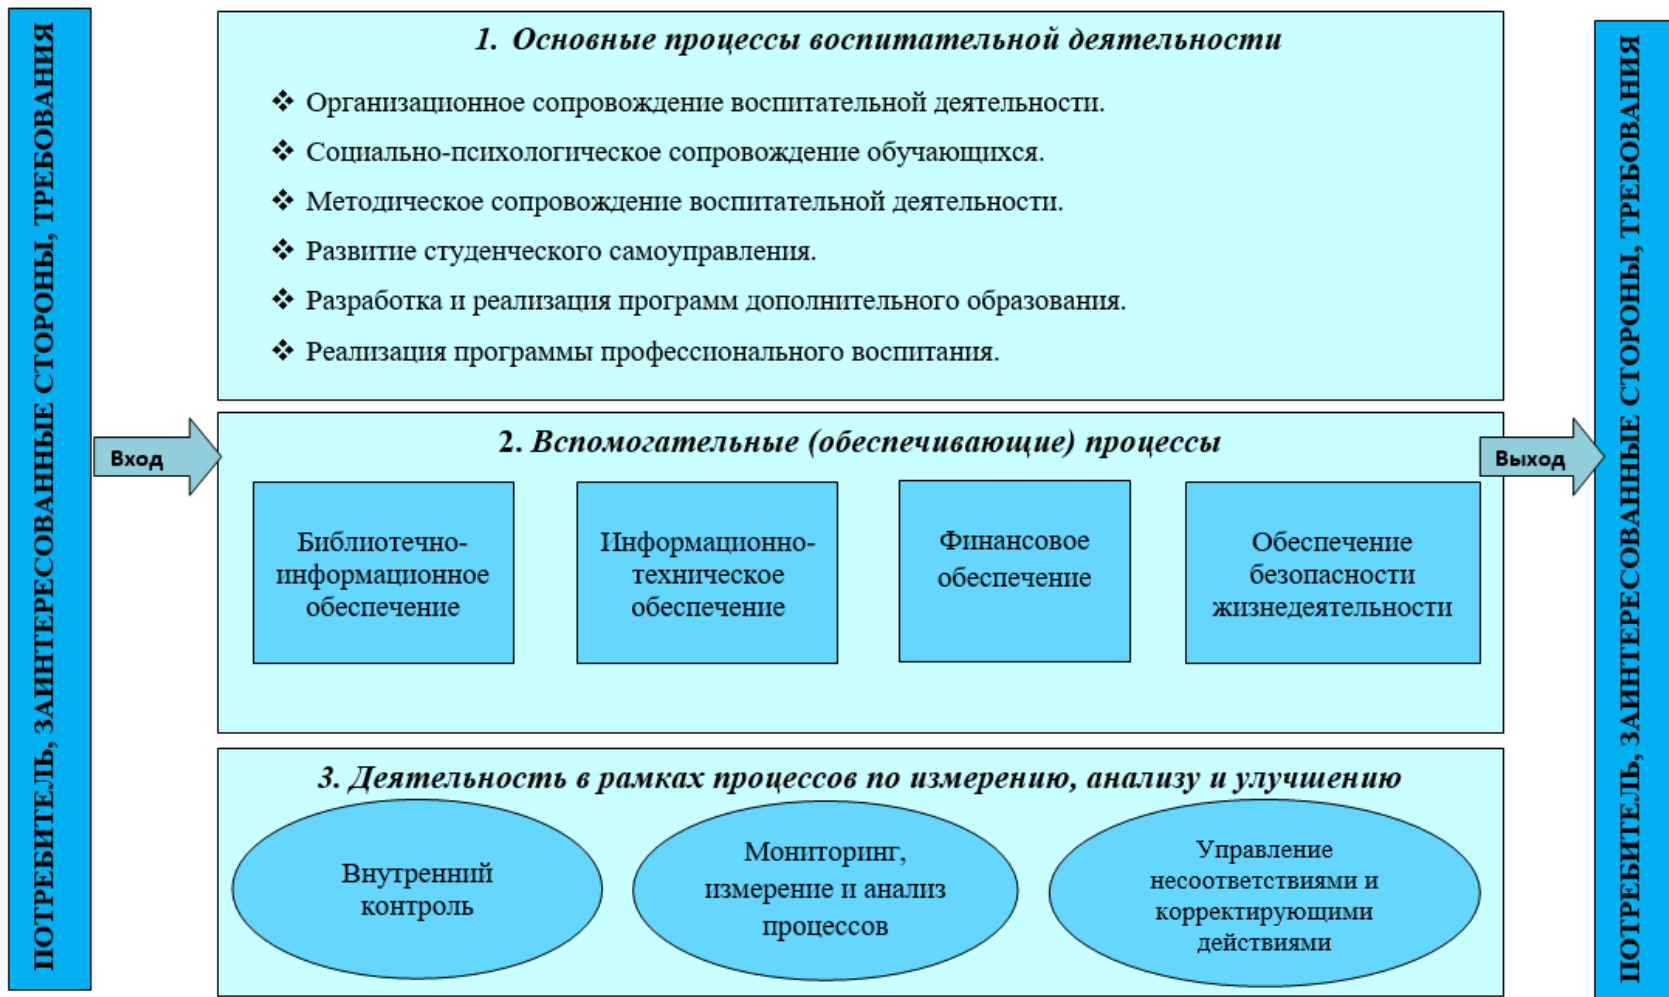 ПОТРЕБИТЕЛЬ, ЗАИНТЕРЕСОВАННЫЕ СТОРОНЫ, ТРЕБОВАНИЯ
Вход
1. Основные процессы воспитательной деятельности
❖ Организационное сопровождение воспитательной деятельности.
❖ Социально-психологическое сопровождение обучающихся.
❖ Методическое сопровождение воспитательной деятельности.
❖ Развитие студенческого самоуправления.
❖ Разработка и реализация программ дополнительного образования.
❖ Реализация программы профессионального воспитания.
2. Вспомогательные (обеспечивающие) процессы
Библиотечно-
информационное
обеспечение
Информационно-
техническое
обеспечение
Финансовое
обеспечение
Обеспечение
безопасности
жизнедеятельности
3. Деятельность в рамках процессов по измерению, анализу и улучшению
Внутренний
контроль
Мониторинг,
измерение и анализ
процессов
Управление
несоответствиями и
корректирующими
действиями
Выход
ПОТРЕБИТЕЛЬ, ЗАИНТЕРЕСОВАННЫЕ СТОРОНЫ, ТРЕБОВАНИЯ